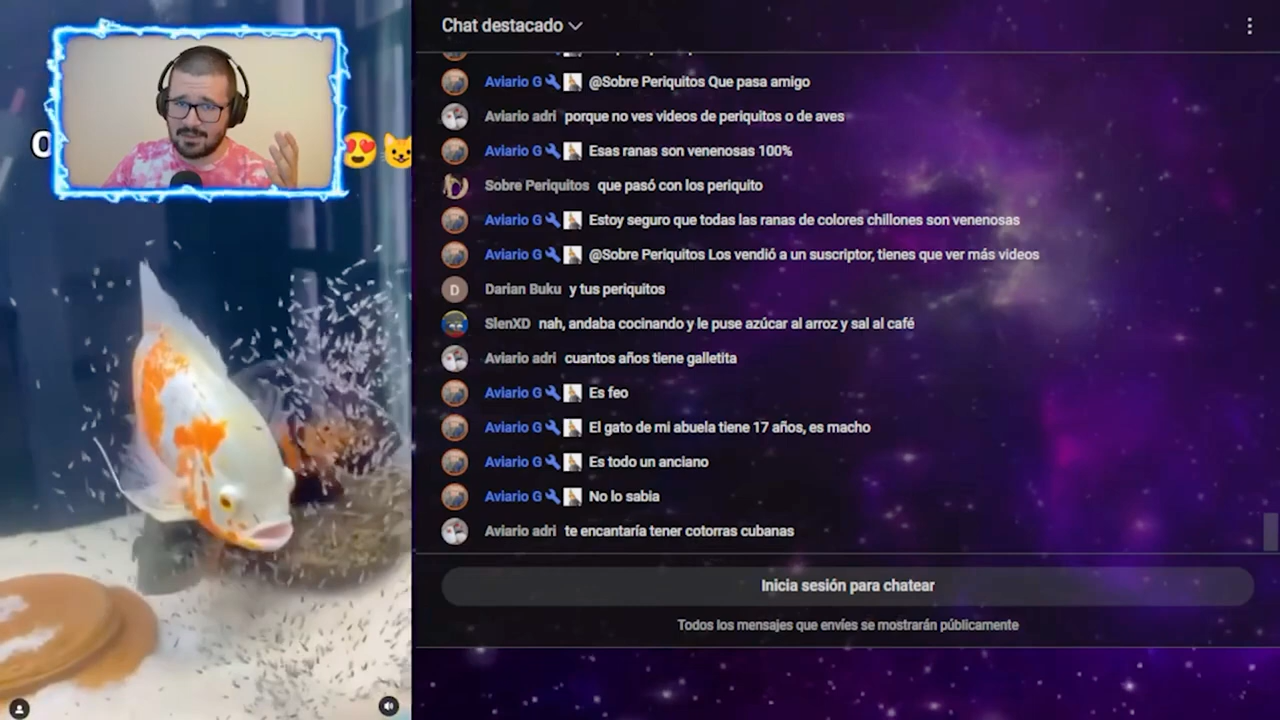 Chat destacado
Aviario G @Sobre Periquitos Que pasa amigo
Aviario adri porque no ves videos de periquitos o de aves
Aviario G Esas ranas son venenosas 100%
Sobre Periquitos que pasó con los periquito
Aviario G Estoy seguro que todas las ranas de colores chillones son venenosas
Aviario G @Sobre Periquitos Los vendió a un suscriptor, tienes que ver más videos
D Darian Buku y tus periquitos
SlenXD nah, andaba cocinando y le puse azúcar al arroz y sal al café
Aviario adri cuantos años tiene galletita
Aviario G Es feo
Aviario G El gato de mi abuela tiene 17 años, es macho
Aviario G Es todo un anciano
Aviario G No lo sabia
Aviario adri te encantaría tener cotorras cubanas
Inicia sesión para chatear
Todos los mensajes que envíes se mostrarán públicamente